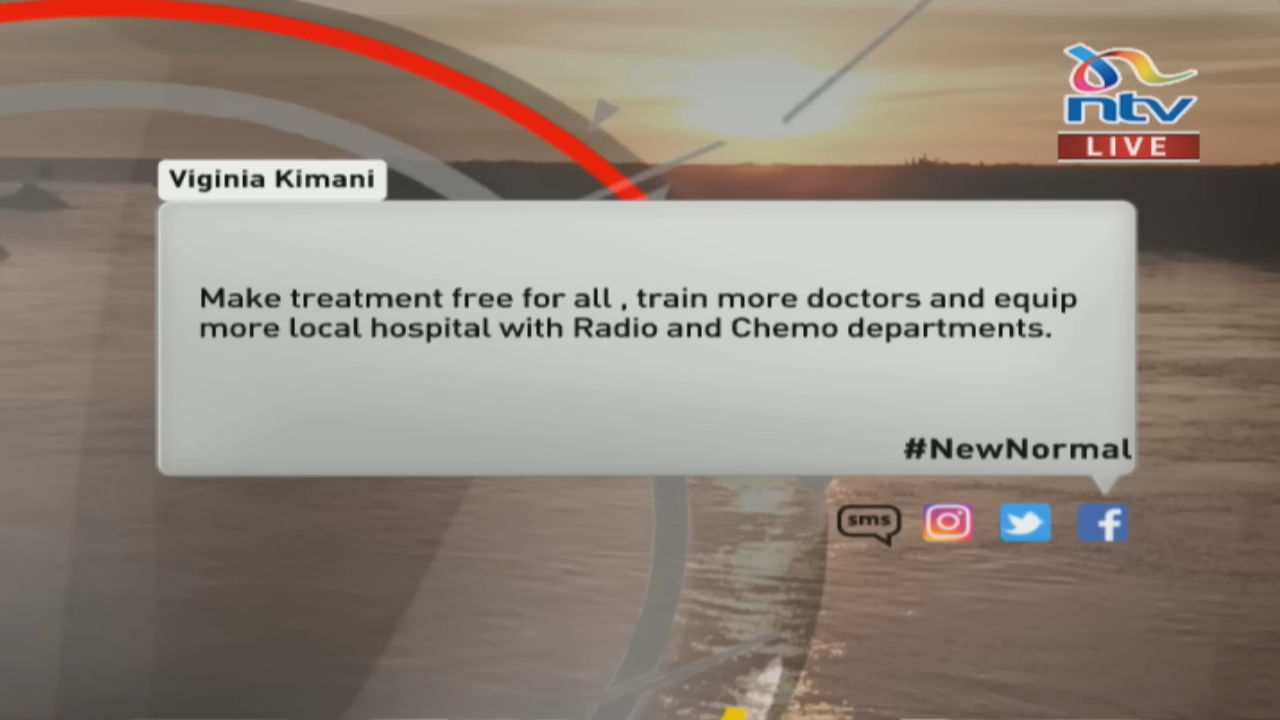 ntv
LIVE
Viginia Kimani
Make treatment free for all , train more doctors and equip
more local hospital with Radio and Chemo departments.
#NewNormal
sms